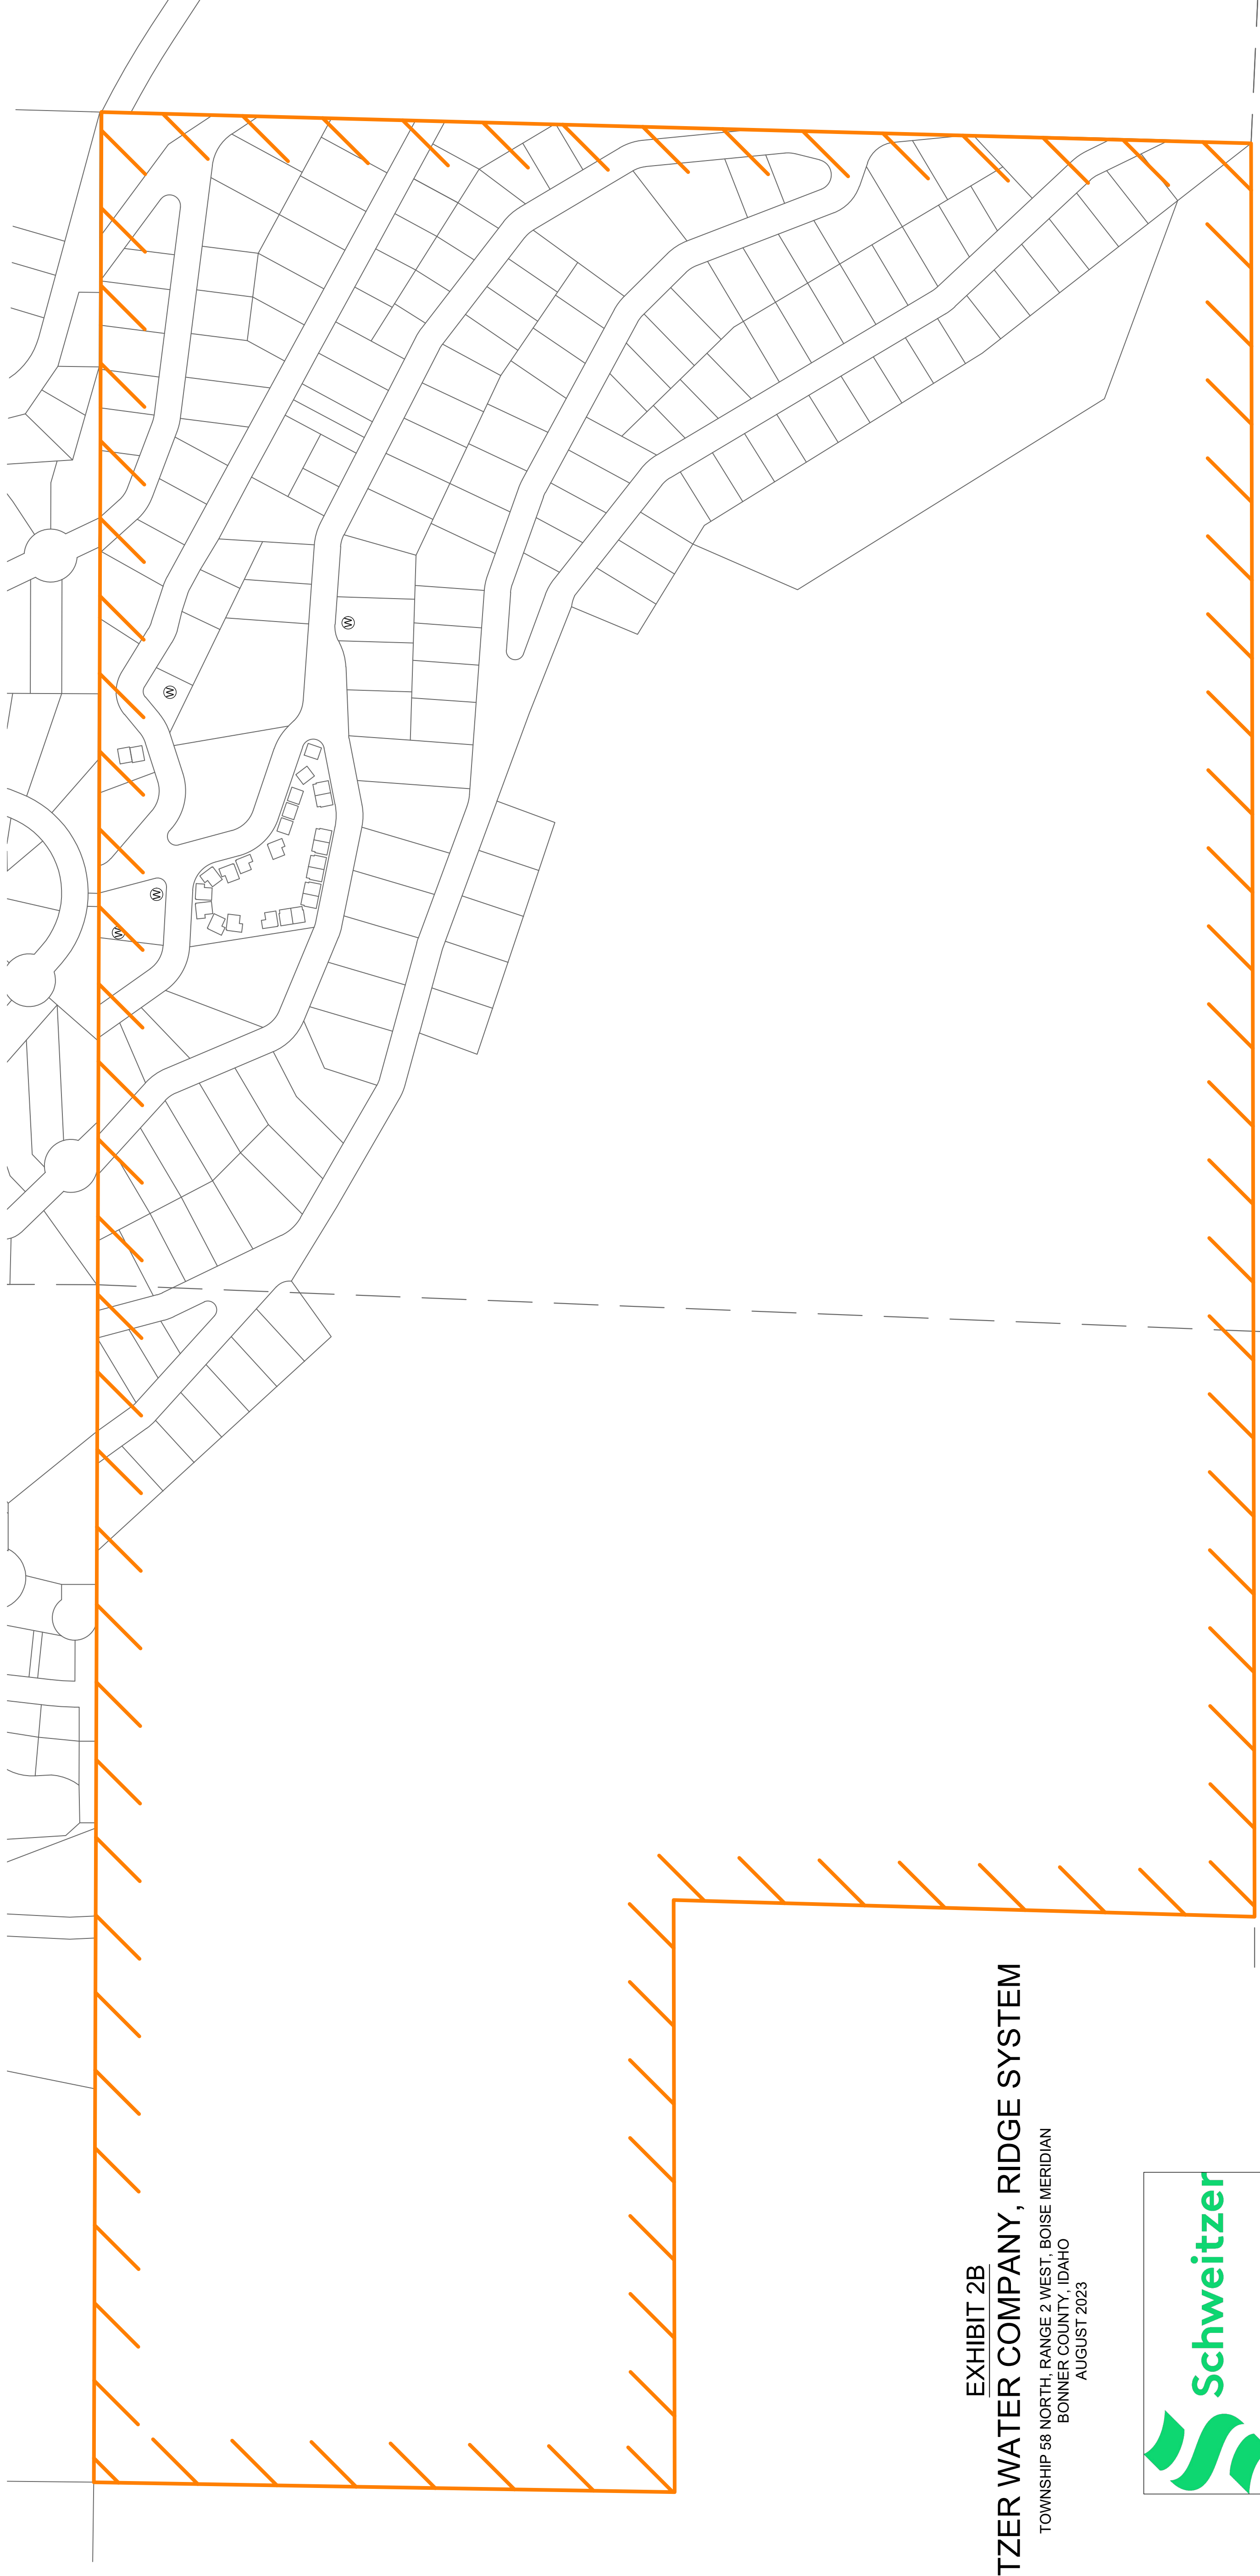 EXHIBIT 2B
TZER WATER COMPANY, RIDGE SYSTEM
TOWNSHIP 58 NORTH, RANGE 2 WEST, BOISE MERIDIAN
BONNER COUNTY, IDAHO
AUGUST 2023
Schweitzer
W
W
W
W